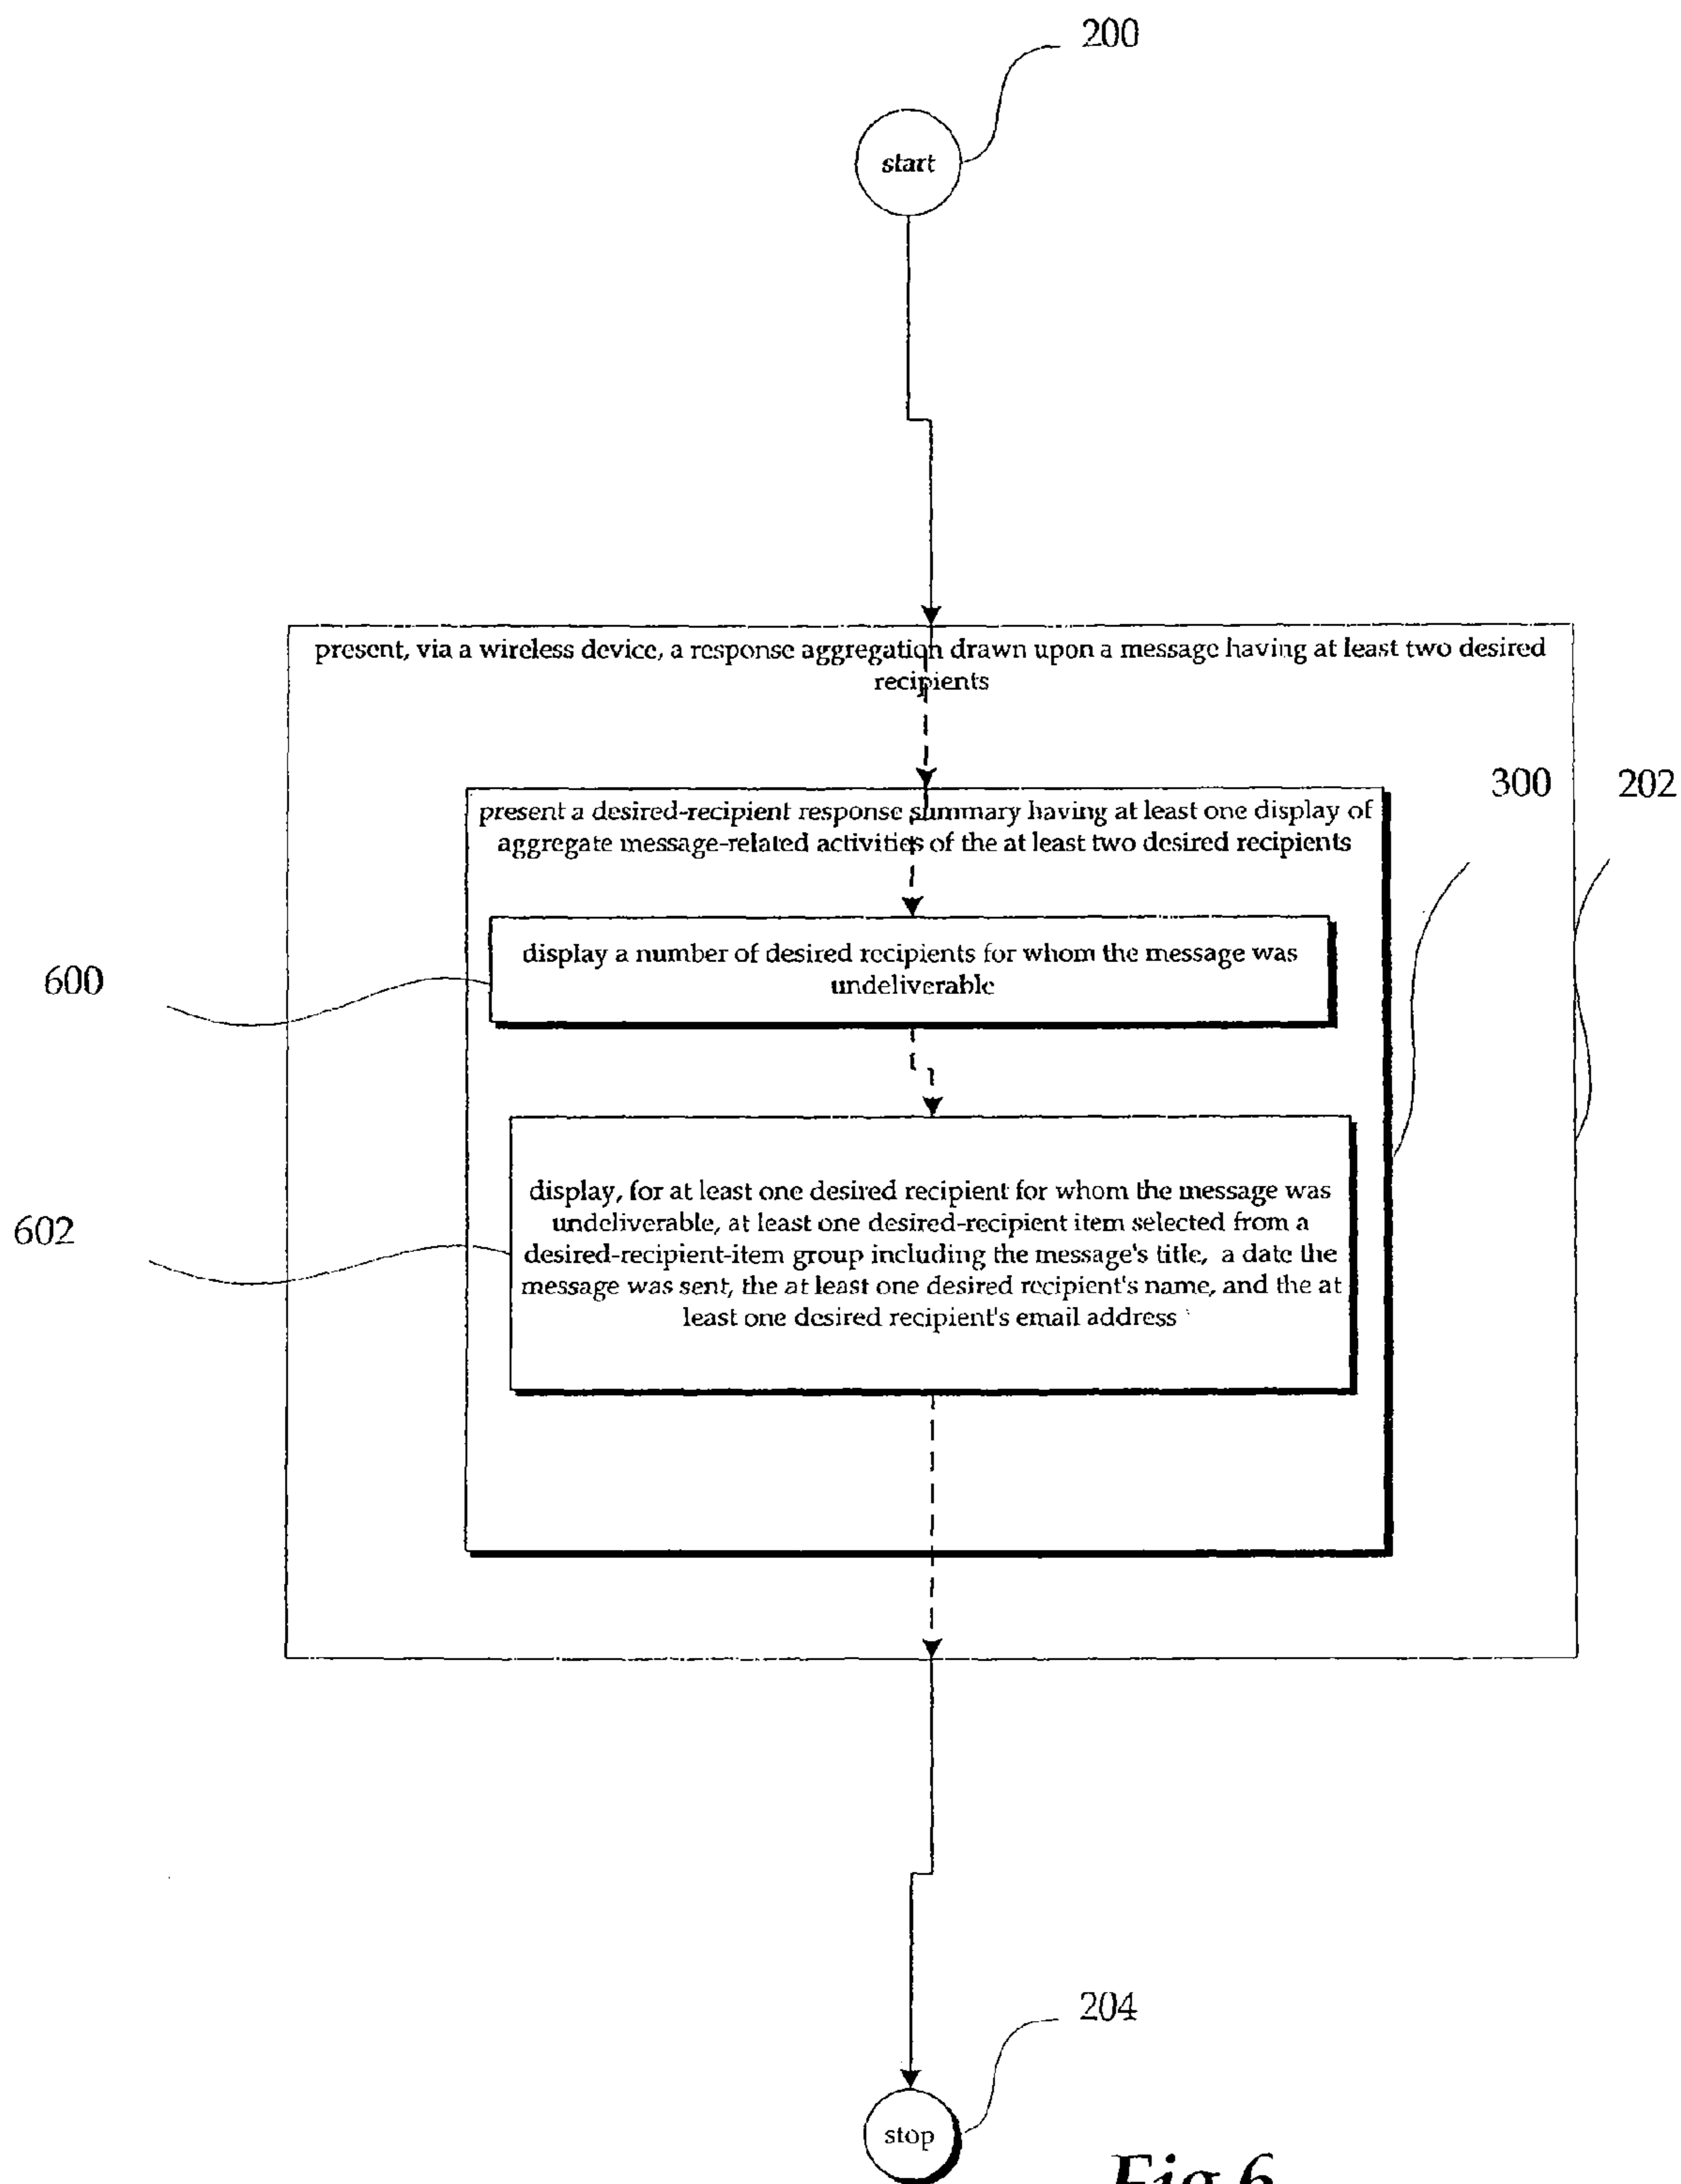 200
start
present, via a wireless device, a response aggregation drawn upon a message having at least two desired
recipients
300
202
present a desired-recipient response summary having at least one display of
aggregate message-related activities of the at least two desired recipients
600
display a number of desired recipients for whom the message was
undeliverable
602
display, for at least one desired recipient for whom the message was
undeliverable, at least one desired-recipient item selected from a
desired-recipient-item group including the message's title, a date the
message was sent, the at least one desired recipient's name, and the at
least one desired recipient's email address
204
stop
Fig 6